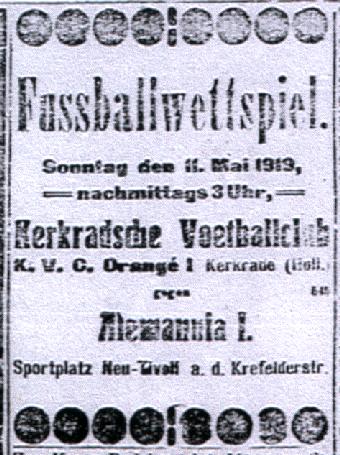 Fussballwettspiel.
Sonntag den 11. Mai 1919,
nachmittags 3 Uhr,
Kerkradsche Voetballclub
K. V. C. Orangé 1 Kerkrade (Holl.)
gegen
Alemannia I.
Sportplatz Neu-Tivoli a. d. Krefelderstr.